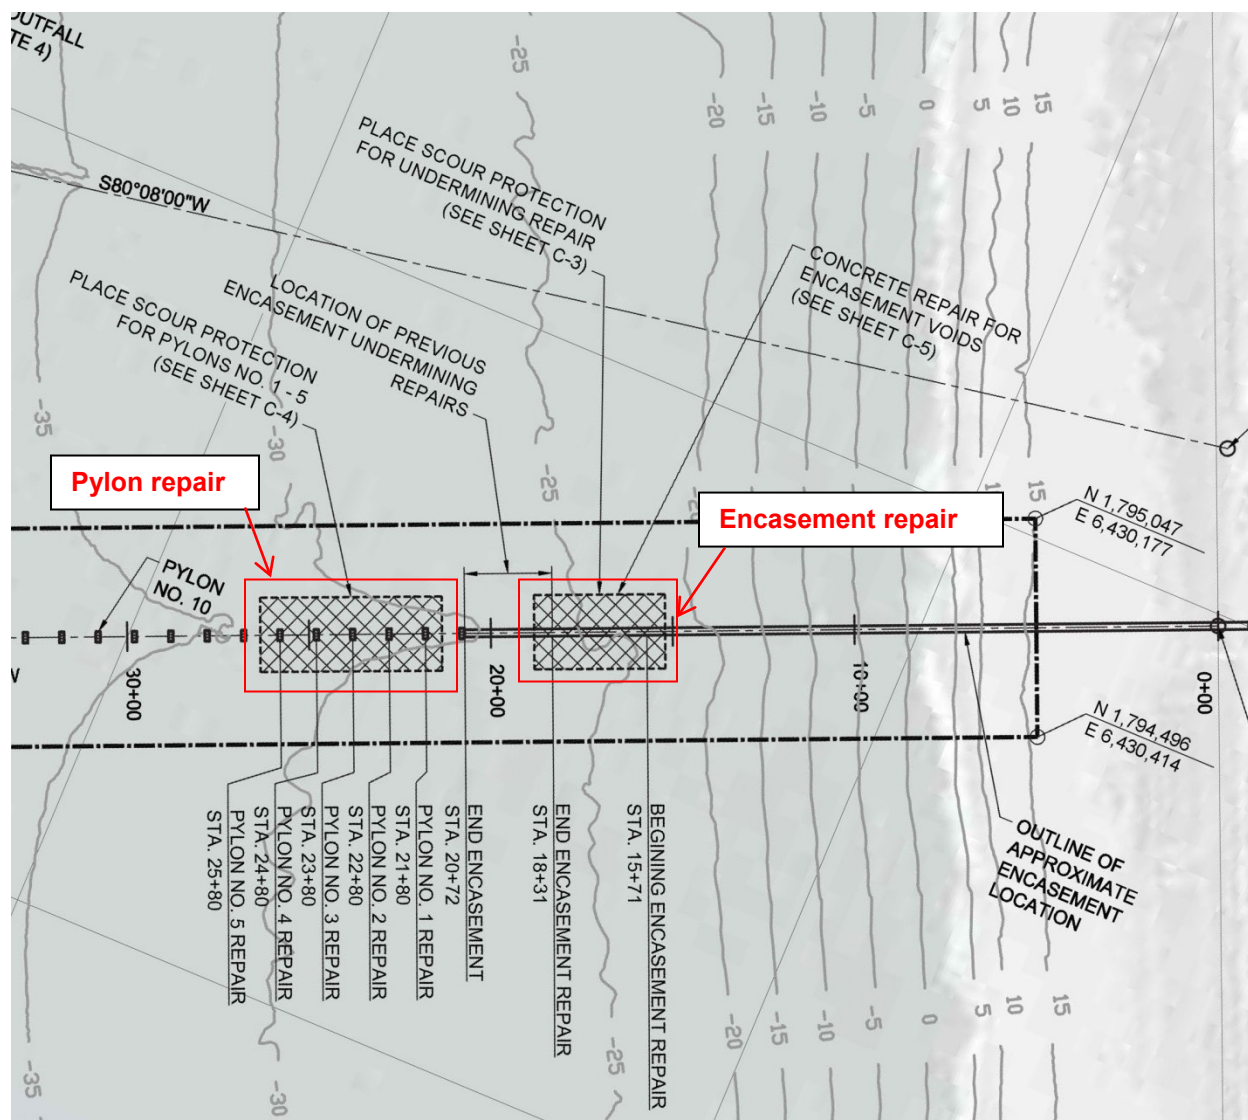 OUTFALL
TE 4)
S80°08'00"W
PLACE SCOUR PROTECTION
FOR UNDERMINING REPAIR
(SEE SHEET C-3)
CONCRETE REPAIR FOR
ENCASEMENT VOIDS
(SEE SHEET C-5)
LOCATION OF PREVIOUS
ENCASEMENT UNDERMINING
REPAIRS
PLACE SCOUR PROTECTION
FOR PYLONS NO. 1 - 5
(SEE SHEET C-4)
-25
-20
-15
-10
-5
0
5
10
15
-35
-30
-25
15
Pylon repair
Encasement repair
N 1,795,047
E 6,430,177
PYLON
NO. 10
W
30+00
20+00
10+00
0+00
N 1,794,496
E 6,430,414
OUTLINE OF
APPROXIMATE
ENCASEMENT
LOCATION
BEGINING ENCASEMENT REPAIR
STA. 15+71
END ENCASEMENT REPAIR
STA. 18+31
END ENCASEMENT
STA. 20+72
PYLON NO. 1 REPAIR
STA. 21+80
PYLON NO. 2 REPAIR
STA. 22+80
PYLON NO. 3 REPAIR
STA. 23+80
PYLON NO. 4 REPAIR
STA. 24+80
PYLON NO. 5 REPAIR
STA. 25+80
-35
-30
-25
-20
-15
-10
-5
0
5
10
15